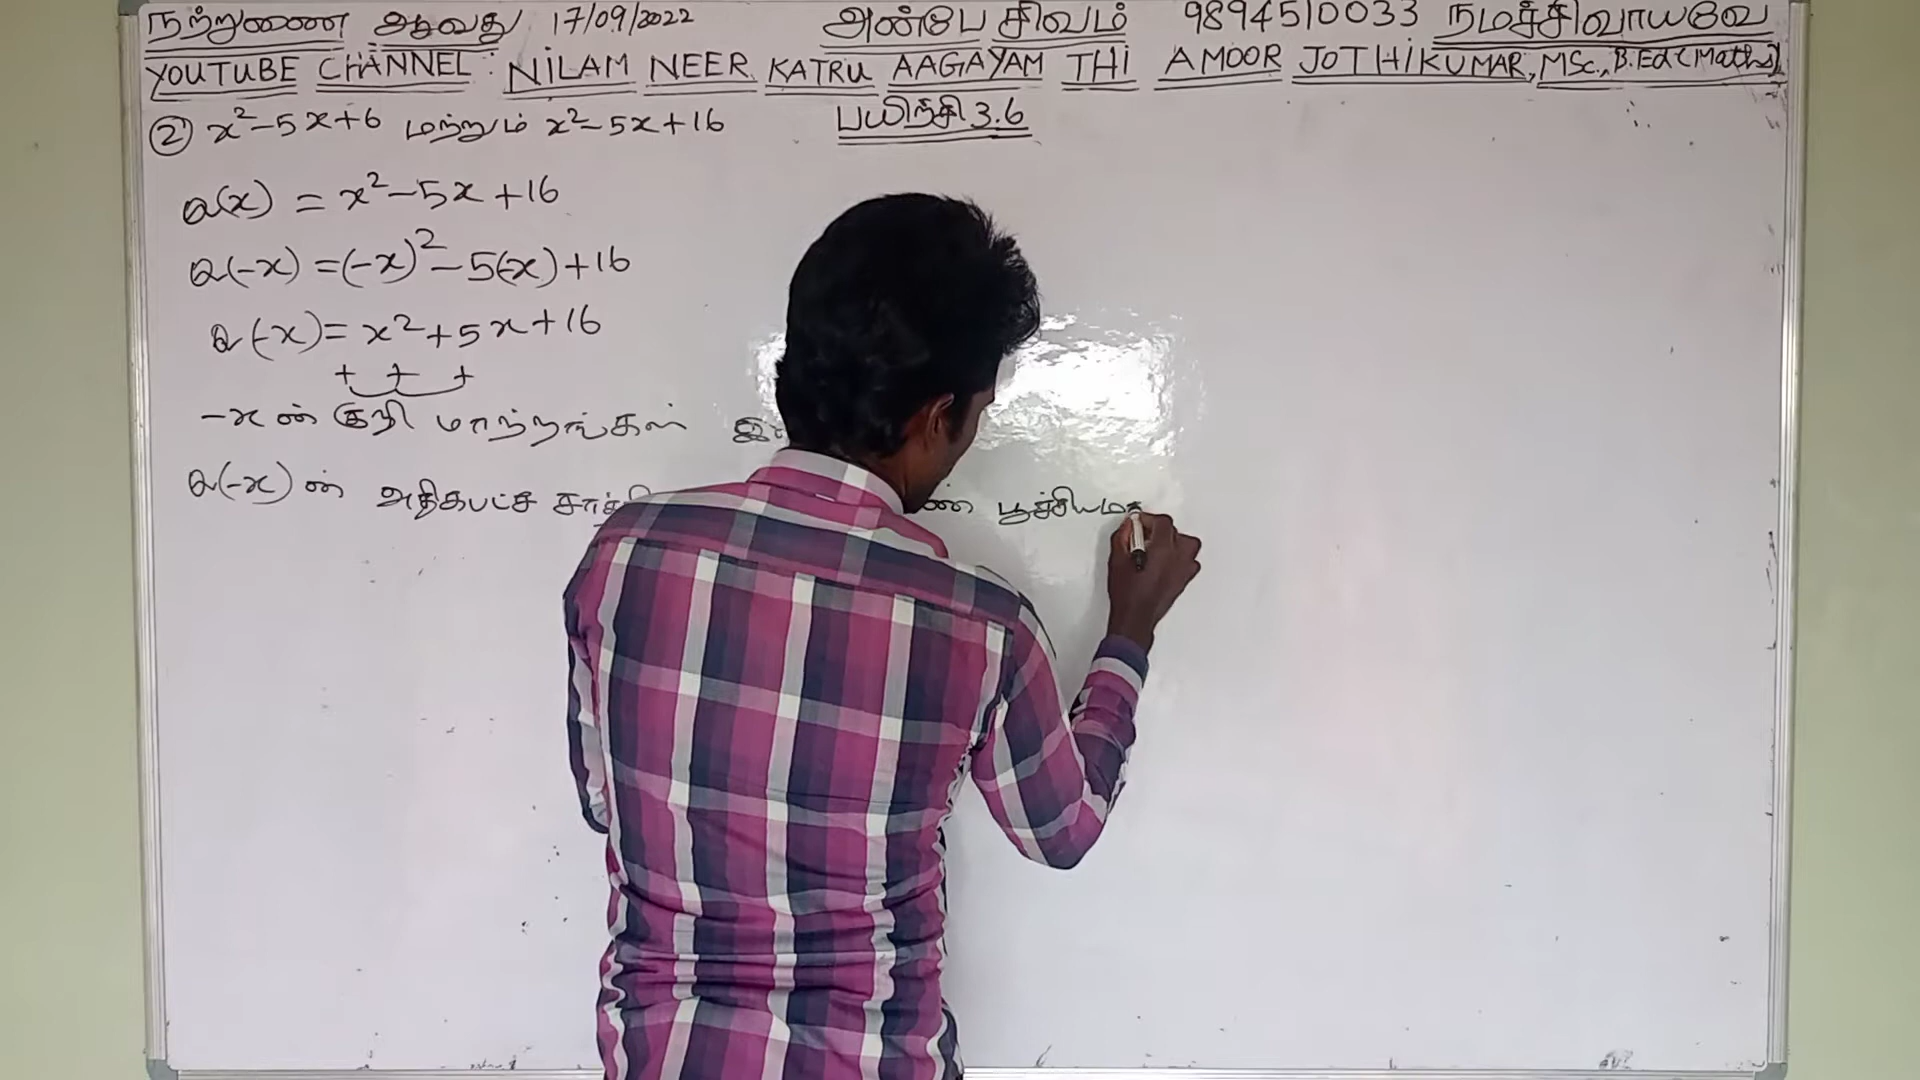 நற்றுணை ஆவது 17/09/2022 அன்பே சிவம் 9894510033 நமச்சிவாயவே
YOUTUBE CHANNEL : NILAM NEER KATRU AAGAYAM THI AMOOR JOTHIKUMAR, MSc., B.Ed (Maths)
② x²-5x+6 மற்றும் x²-5x+16 பயிற்சி 3.6
Q(x) = x²-5x+16
Q(-x) = (-x)²-5(-x)+16
Q(-x) = x²+5x+16
+ + +
-x ன் குறி மாற்றங்கள்
Q(-x) ன் அதிகபட்ச